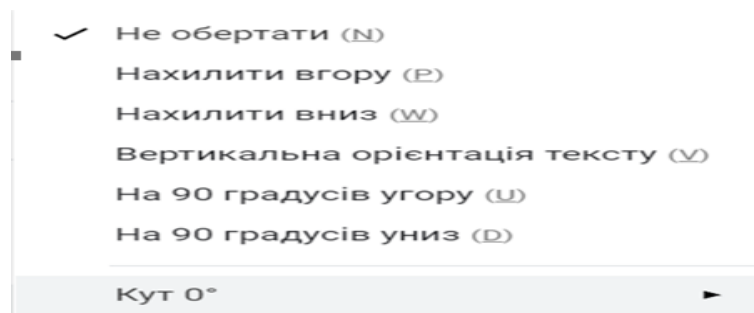 Не обертати (N)
Нахилити вгору (P)
Нахилити вниз (W)
Вертикальна орієнтація тексту (V)
На 90 градусів угору (U)
На 90 градусів униз (D)
Кут 0°